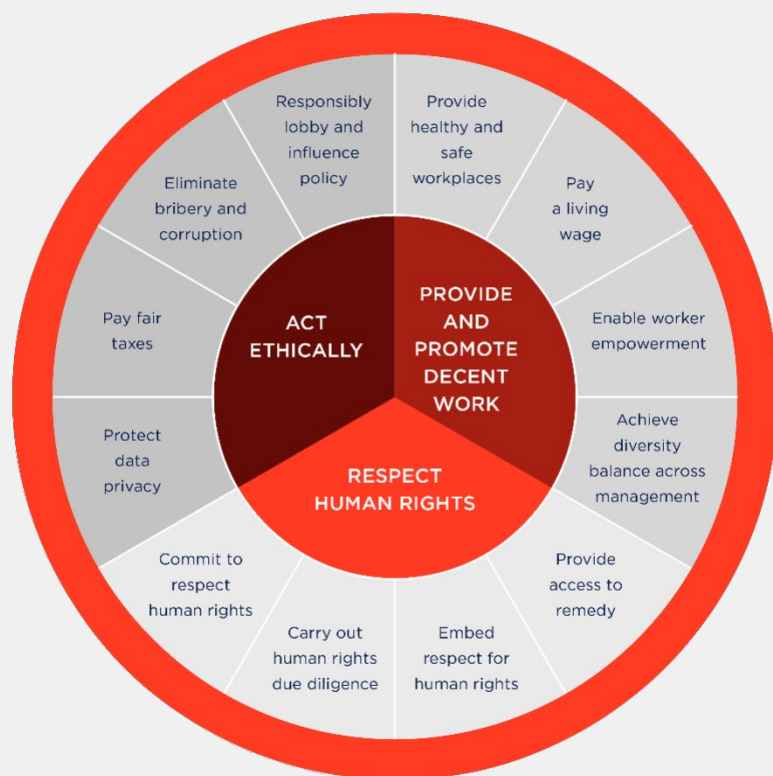 Responsibly
lobby and
influence
policy
Provide
healthy and
safe
workplaces
Pay
a living
wage
Enable worker
empowerment
Achieve
diversity
balance across
management
Provide
access to
remedy
Embed
respect for
human rights
Carry out
human rights
due diligence
Commit to
respect
human rights
Protect
data
privacy
Pay fair
taxes
Eliminate
bribery and
corruption
ACT
ETHICALLY
PROVIDE
AND
PROMOTE
DECENT
WORK
RESPECT
HUMAN RIGHTS